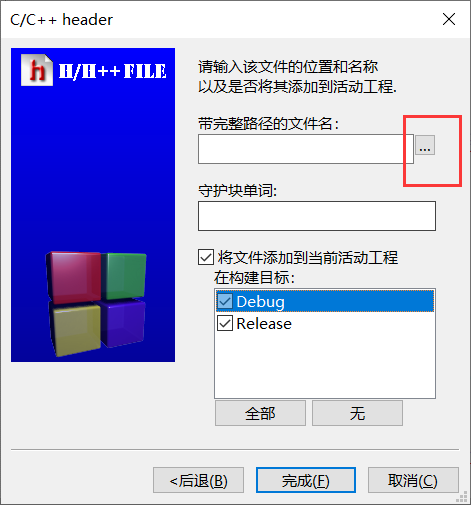 C/C++ header
h H/H++ FILE
请输入该文件的位置和名称
以及是否将其添加到活动工程.
带完整路径的文件名:
...
守护块单词:
将文件添加到当前活动工程
在构建目标:
Debug
Release
全部 无
<后退(B) 完成(F) 取消(C)